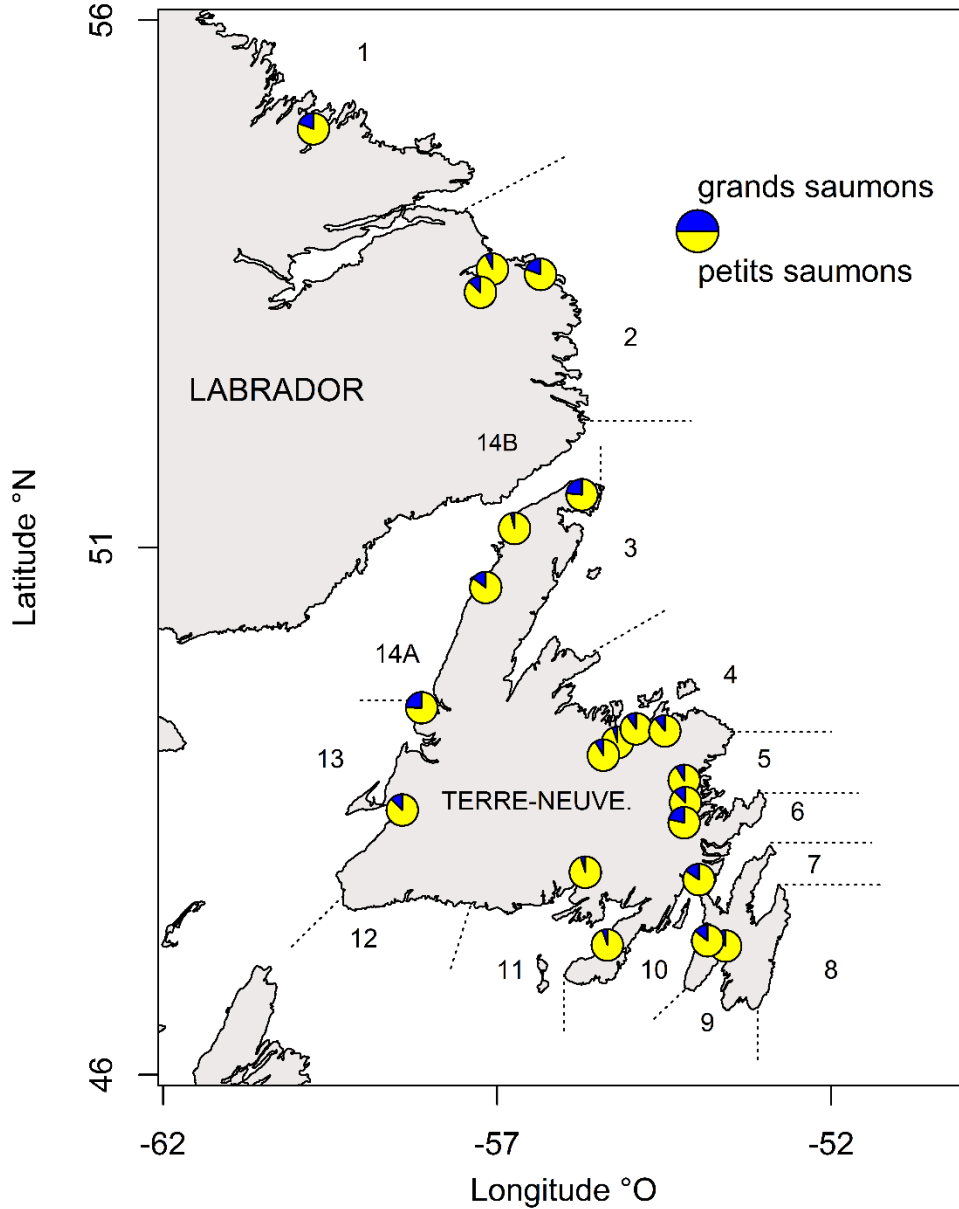 56
1
grands saumons
petits saumons
2
LABRADOR
14B
Latitude °N
51
3
14A
4
13
5
TERRE-NEUVE.
6
7
12
11
10
8
9
46
-62
-57
-52
Longitude °O